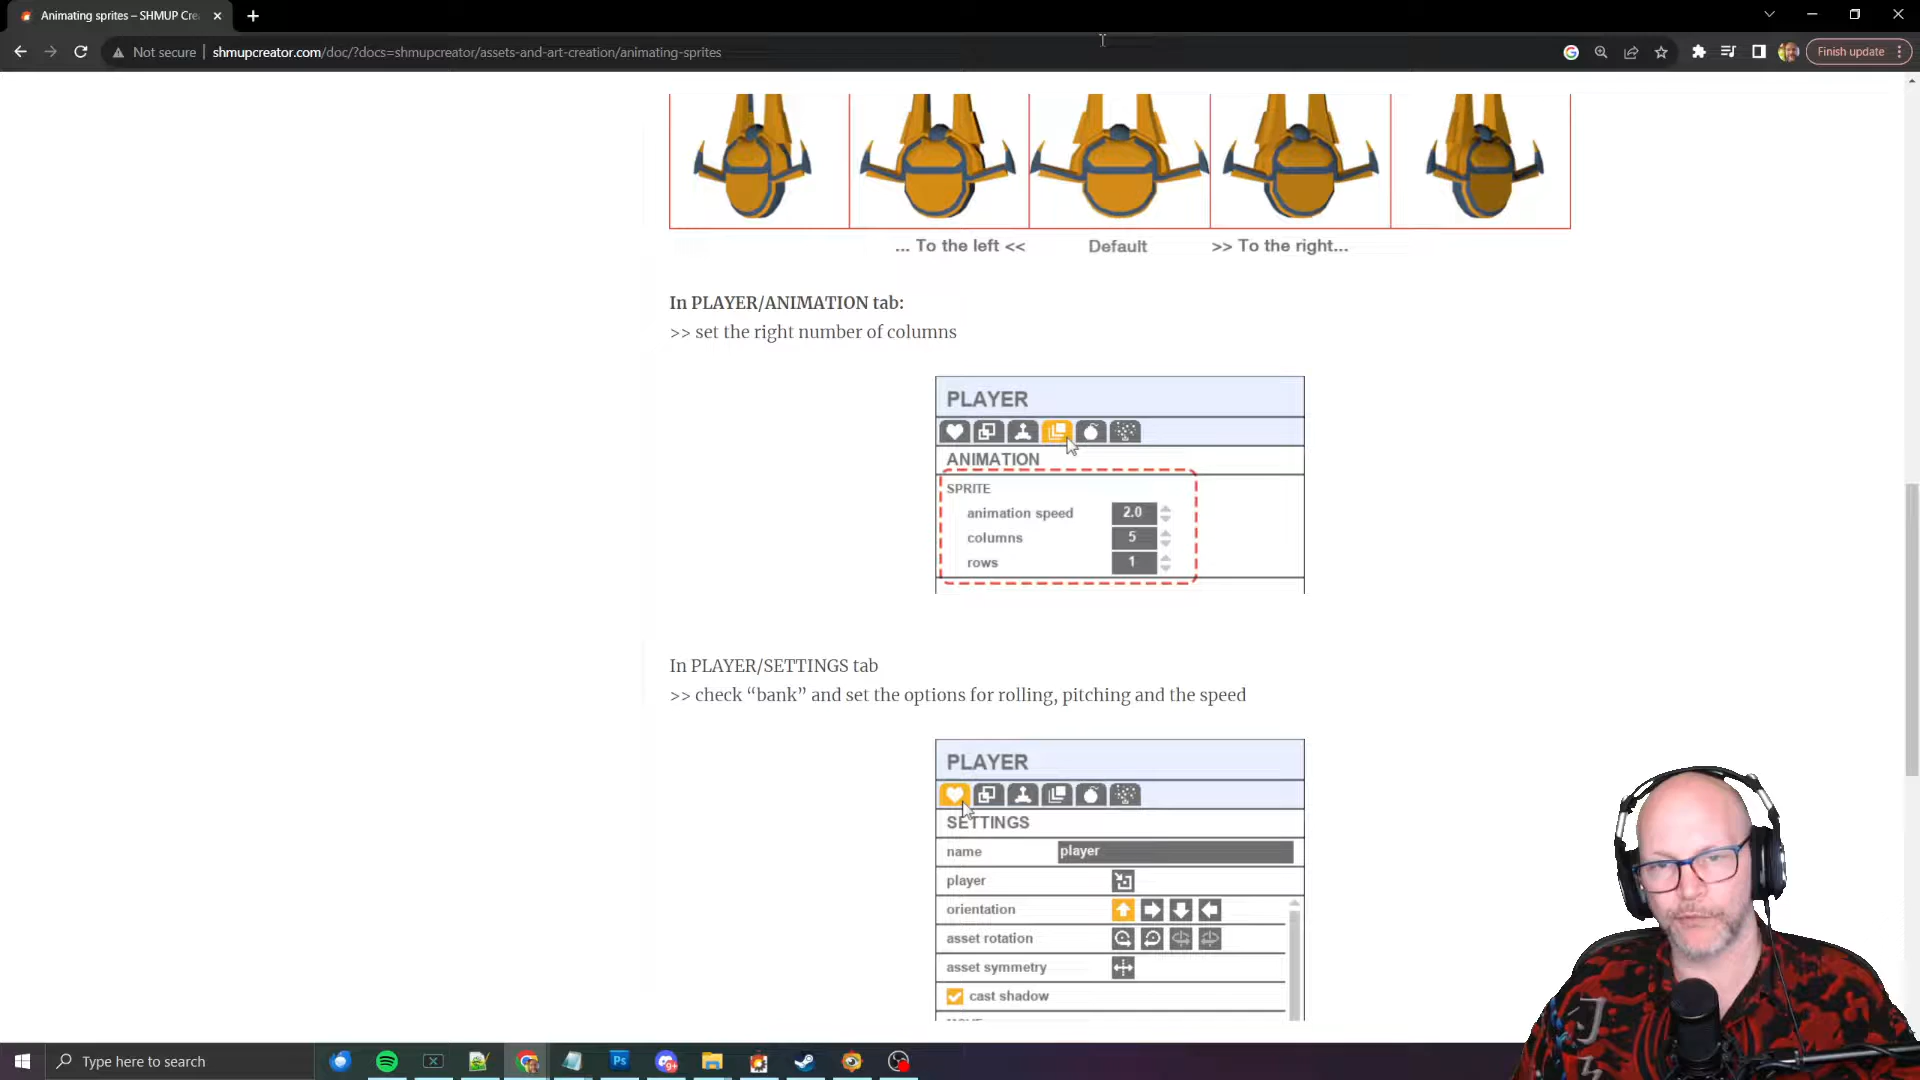 Animating sprites – SHMUP Cre
Not secure
shmupcreator.com/doc/?docs=shmupcreator/assets-and-art-creation/animating-sprites
Finish update
... To the left <<
Default
>> To the right...
In PLAYER/ANIMATION tab:
>> set the right number of columns
PLAYER
ANIMATION
SPRITE
animation speed 2.0
columns 5
rows 1
In PLAYER/SETTINGS tab
>> check “bank” and set the options for rolling, pitching and the speed
PLAYER
SETTINGS
name player
player
orientation
asset rotation
asset symmetry
cast shadow
Type here to search
Ps
9+